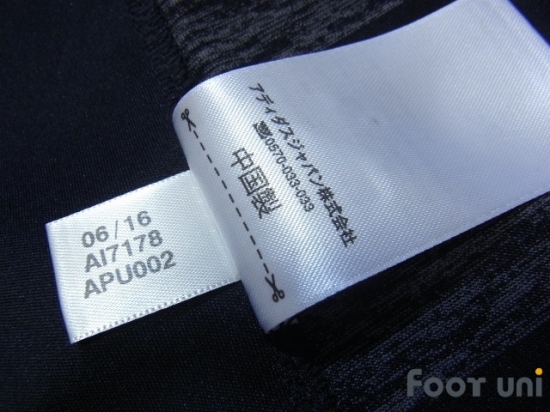 アディダスジャパン株式会社
☎0570-033-033
中国製
06/16
AI7178
APU002
FOOT UNI